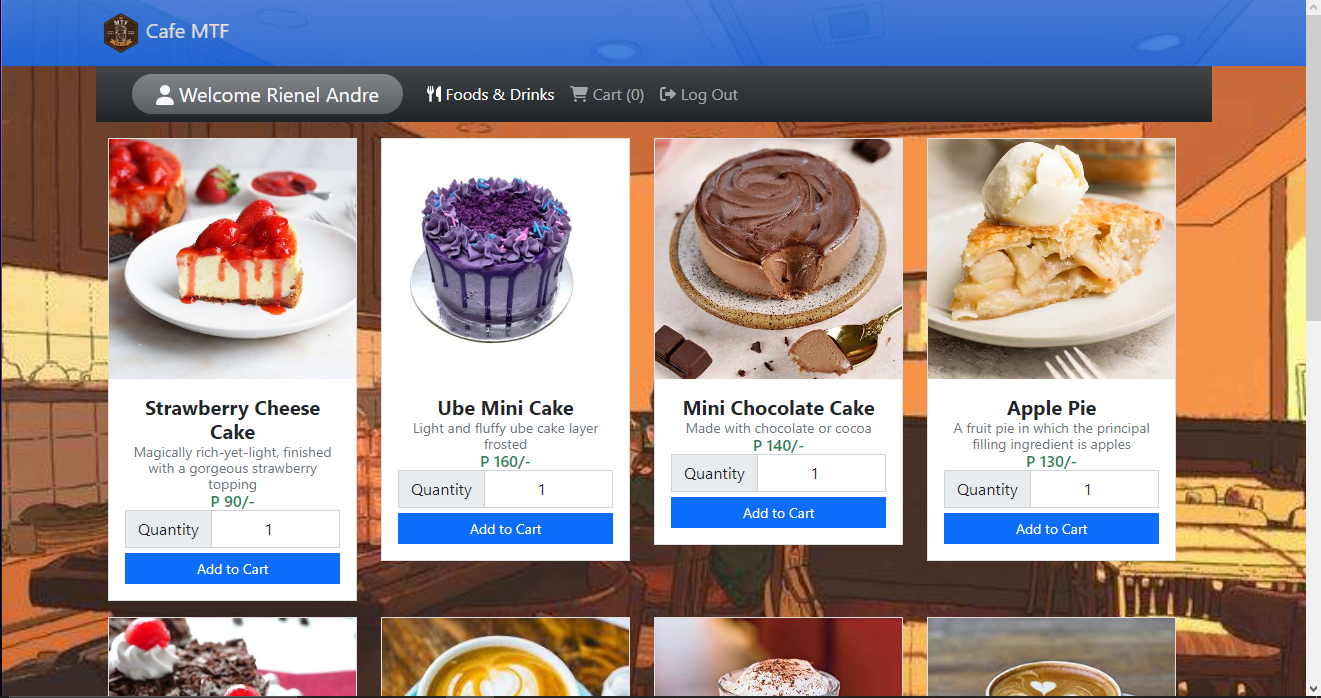 MTF
Cafe MTF
Welcome Rienel Andre
Foods & Drinks
Cart (0)
Log Out
Strawberry Cheese
Cake
Magically rich-yet-light, finished
with a gorgeous strawberry
topping
P 90/-
Quantity
1
Add to Cart
Ube Mini Cake
Light and fluffy ube cake layer
frosted
P 160/-
Quantity
1
Add to Cart
Mini Chocolate Cake
Made with chocolate or cocoa
P 140/-
Quantity
1
Add to Cart
Apple Pie
A fruit pie in which the principal
filling ingredient is apples
P 130/-
Quantity
1
Add to Cart